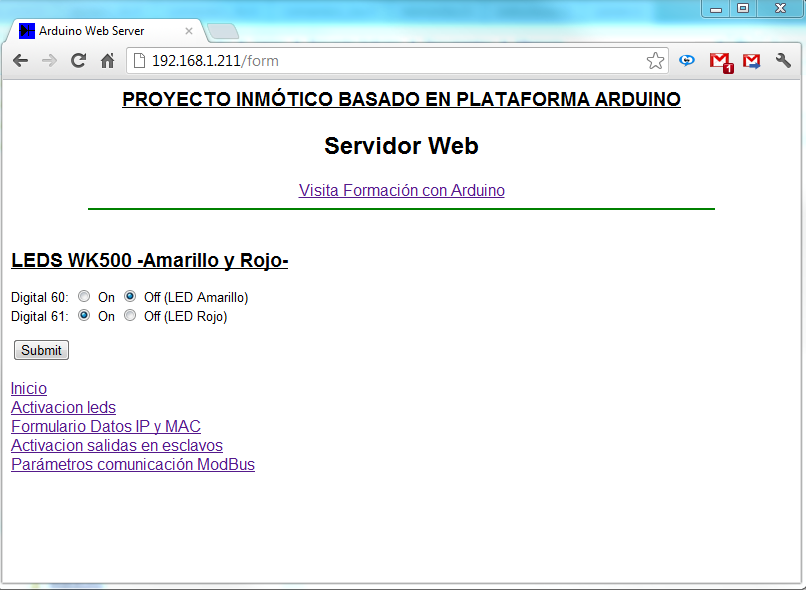 Arduino Web Server
192.168.1.211/form
1
PROYECTO INMÓTICO BASADO EN PLATAFORMA ARDUINO
Servidor Web
Visita Formación con Arduino
LEDS WK500 -Amarillo y Rojo-
Digital 60: On Off (LED Amarillo)
Digital 61: On Off (LED Rojo)
Submit
Inicio
Activacion leds
Formulario Datos IP y MAC
Activacion salidas en esclavos
Parámetros comunicación ModBus